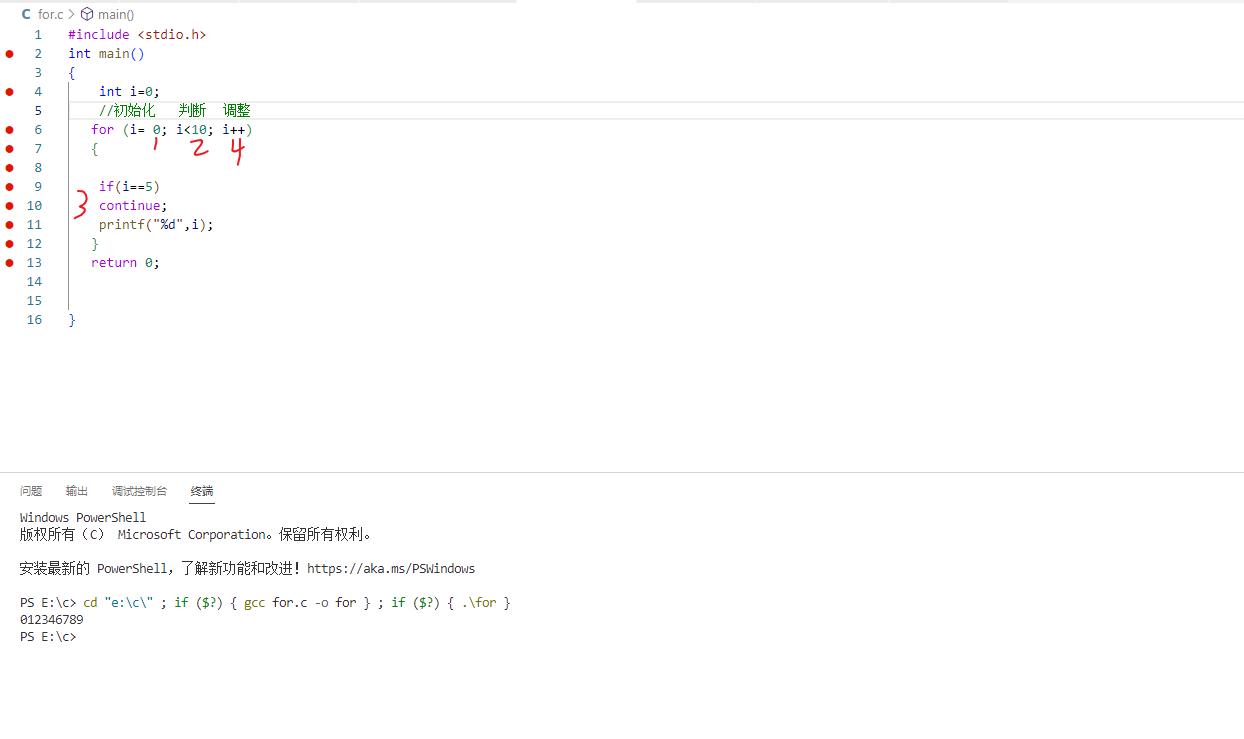 C for.c > main()
1 #include <stdio.h>
2 int main()
3 {
4 int i=0;
5 //初始化 判断 调整
6 for (i= 0; i<10; i++)
1 2 4
7 {
8
9 if(i==5)
3
10 continue;
11 printf("%d",i);
12 }
13 return 0;
14
15
16 }
问题 输出 调试控制台 终端
Windows PowerShell
版权所有（C） Microsoft Corporation。保留所有权利。
安装最新的 PowerShell，了解新功能和改进！https://aka.ms/PSWindows
PS E:\c> cd "e:\c\" ; if ($?) { gcc for.c -o for } ; if ($?) { .\for }
012346789
PS E:\c>